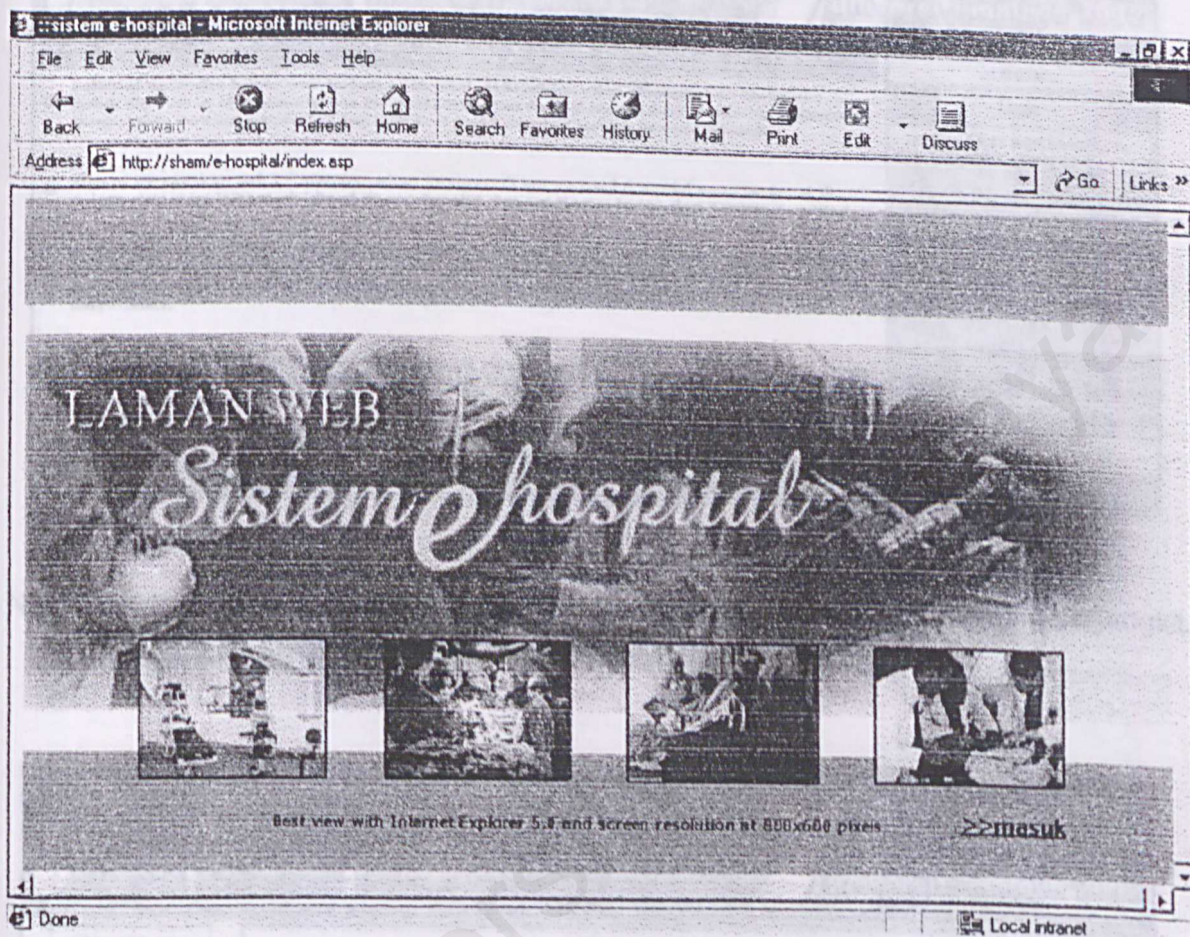 ::sistem e-hospital - Microsoft Internet Explorer
File Edit View Favorites Tools Help
Back Forward Stop Refresh Home Search Favorites History Mail Print Edit Discuss
Address http://sham/e-hospital/index.asp Go Links »
LAMAN WEB
Sistem e hospital
Best view with Internet Explorer 5.0 and screen resolution at 800x600 pixels >>masuk
Done Local intranet